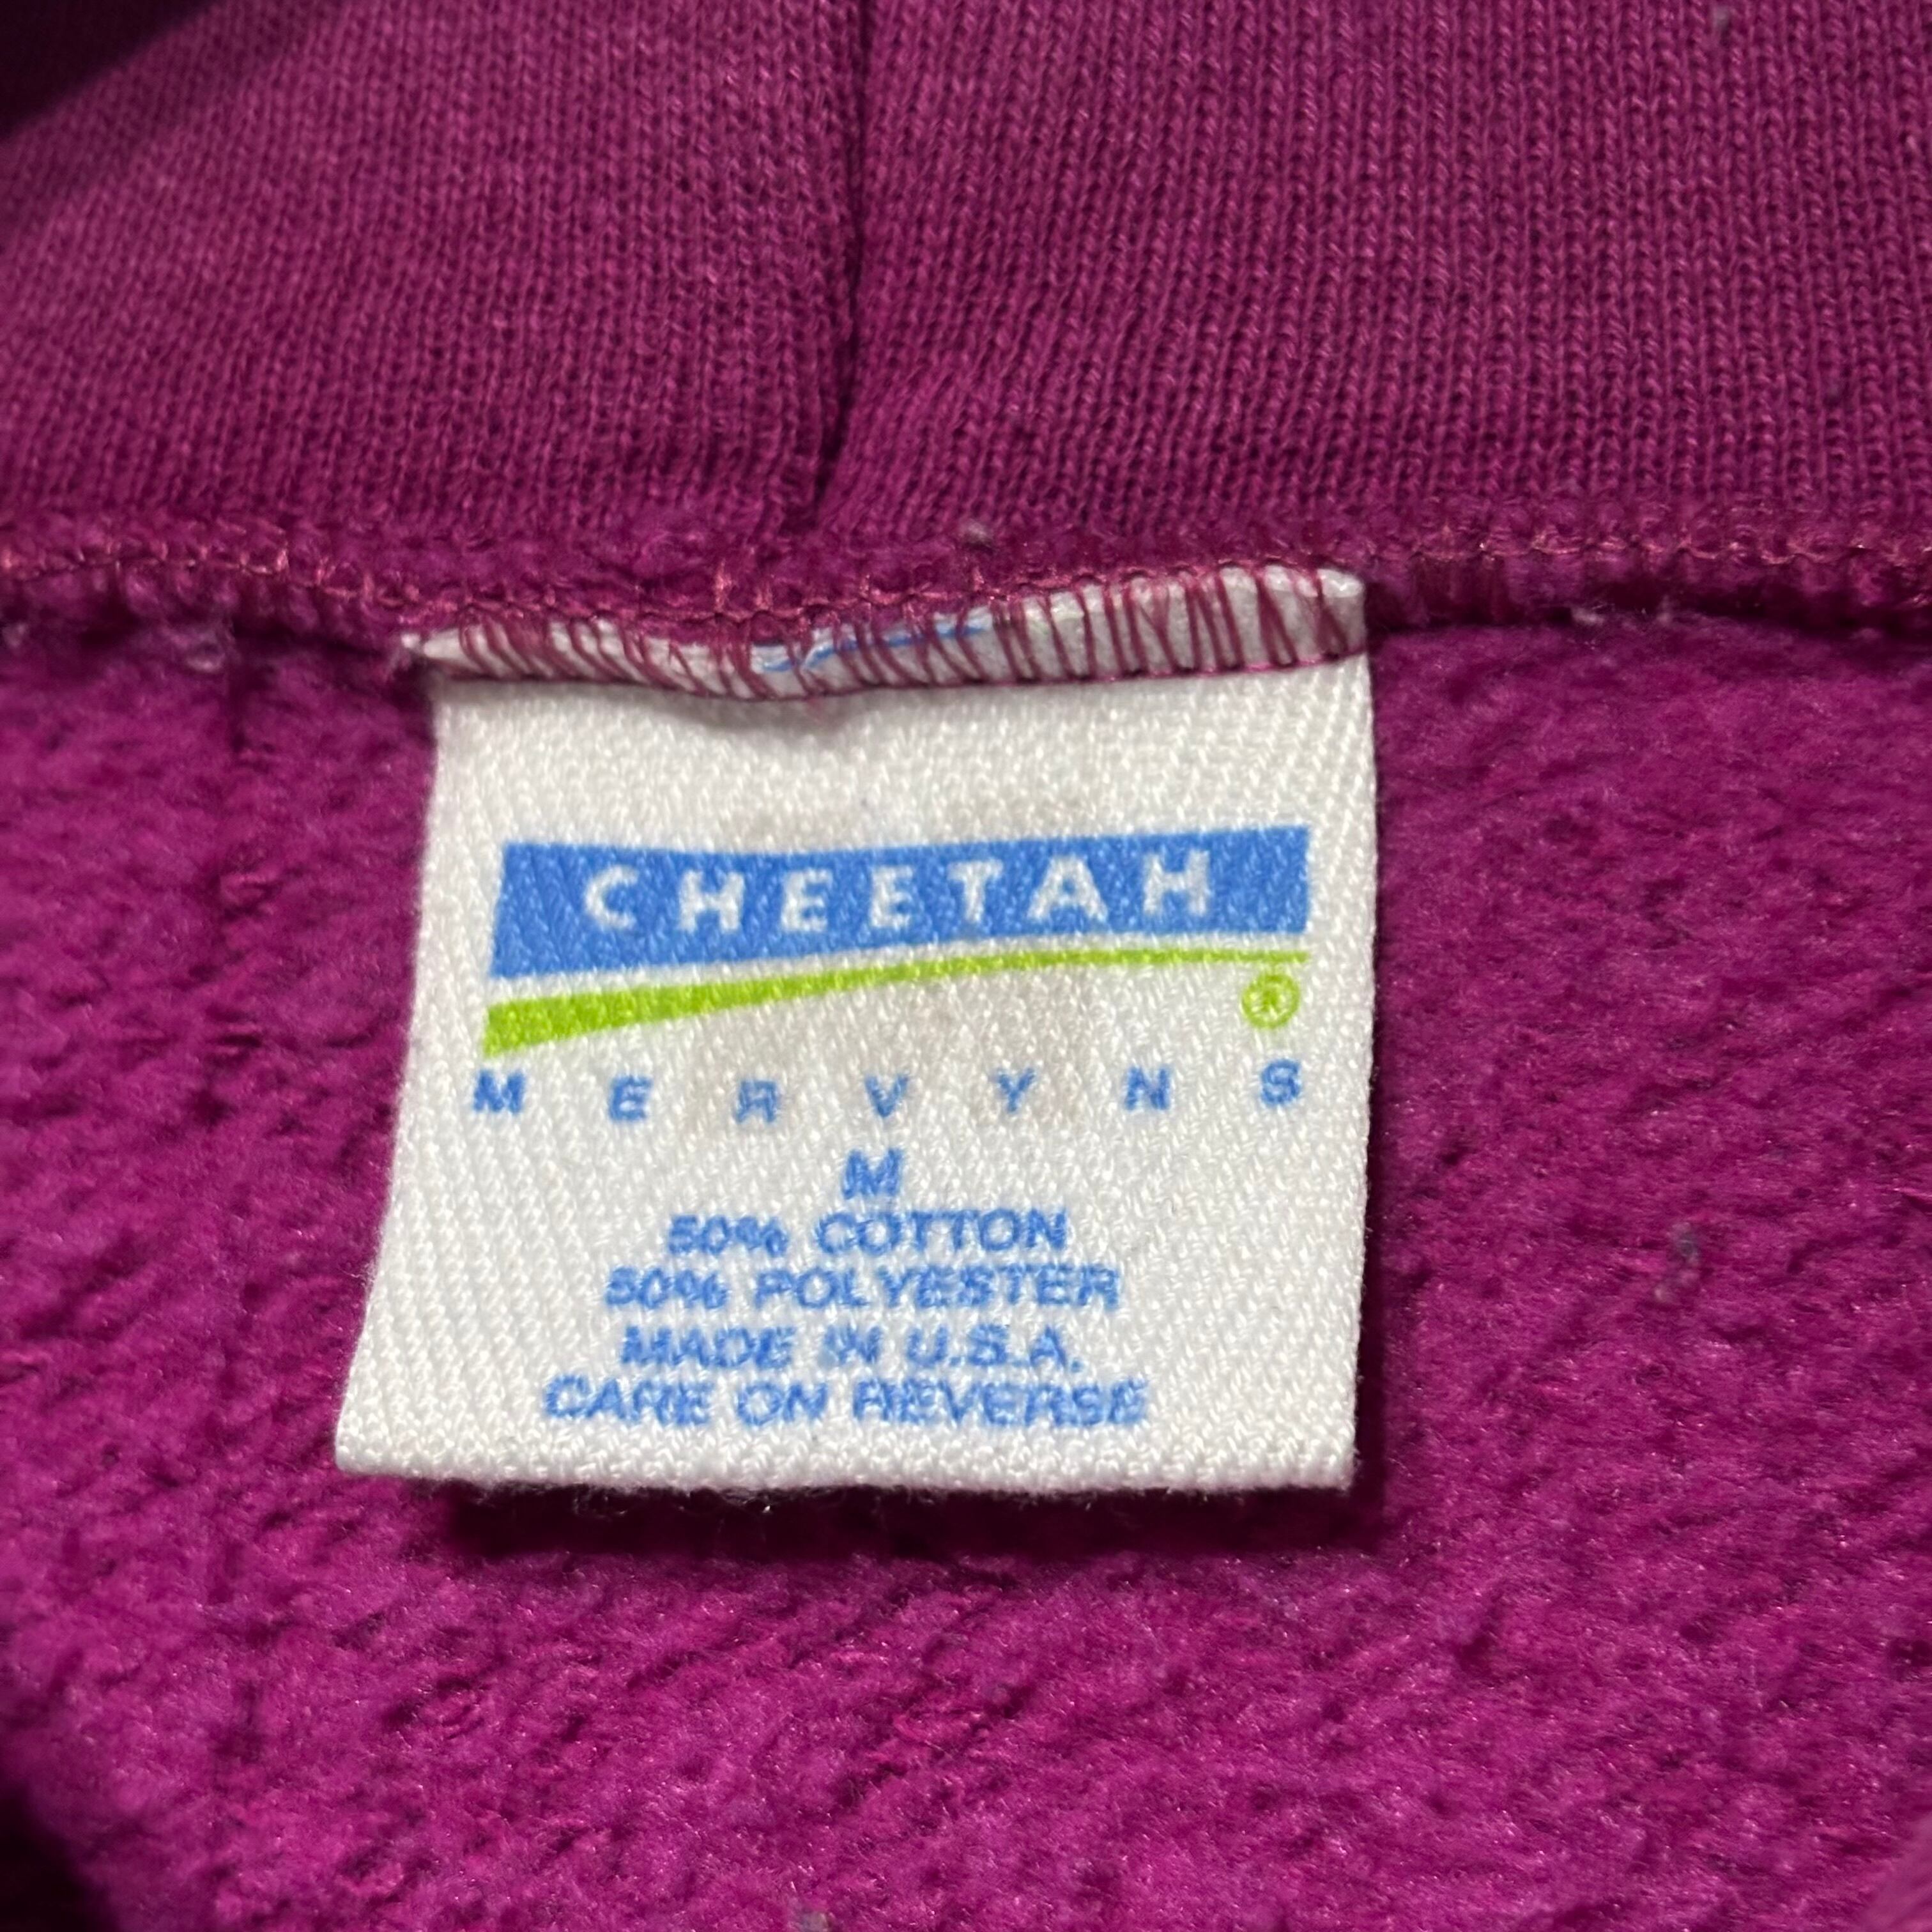 CHEETAH
®
MERVYNS
M
50% COTTON
50% POLYESTER
MADE IN U.S.A.
CARE ON REVERSE